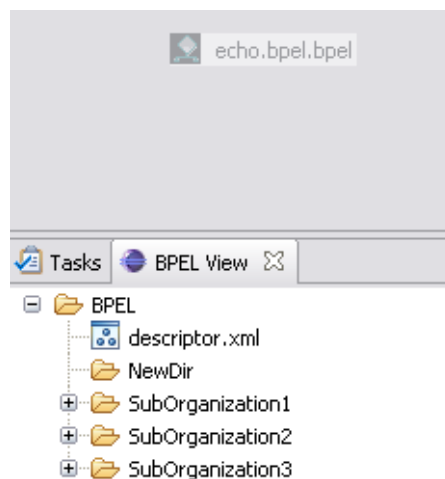 echo.bpel.bpel
Tasks BPEL View
BPEL
descriptor.xml
NewDir
SubOrganization1
SubOrganization2
SubOrganization3